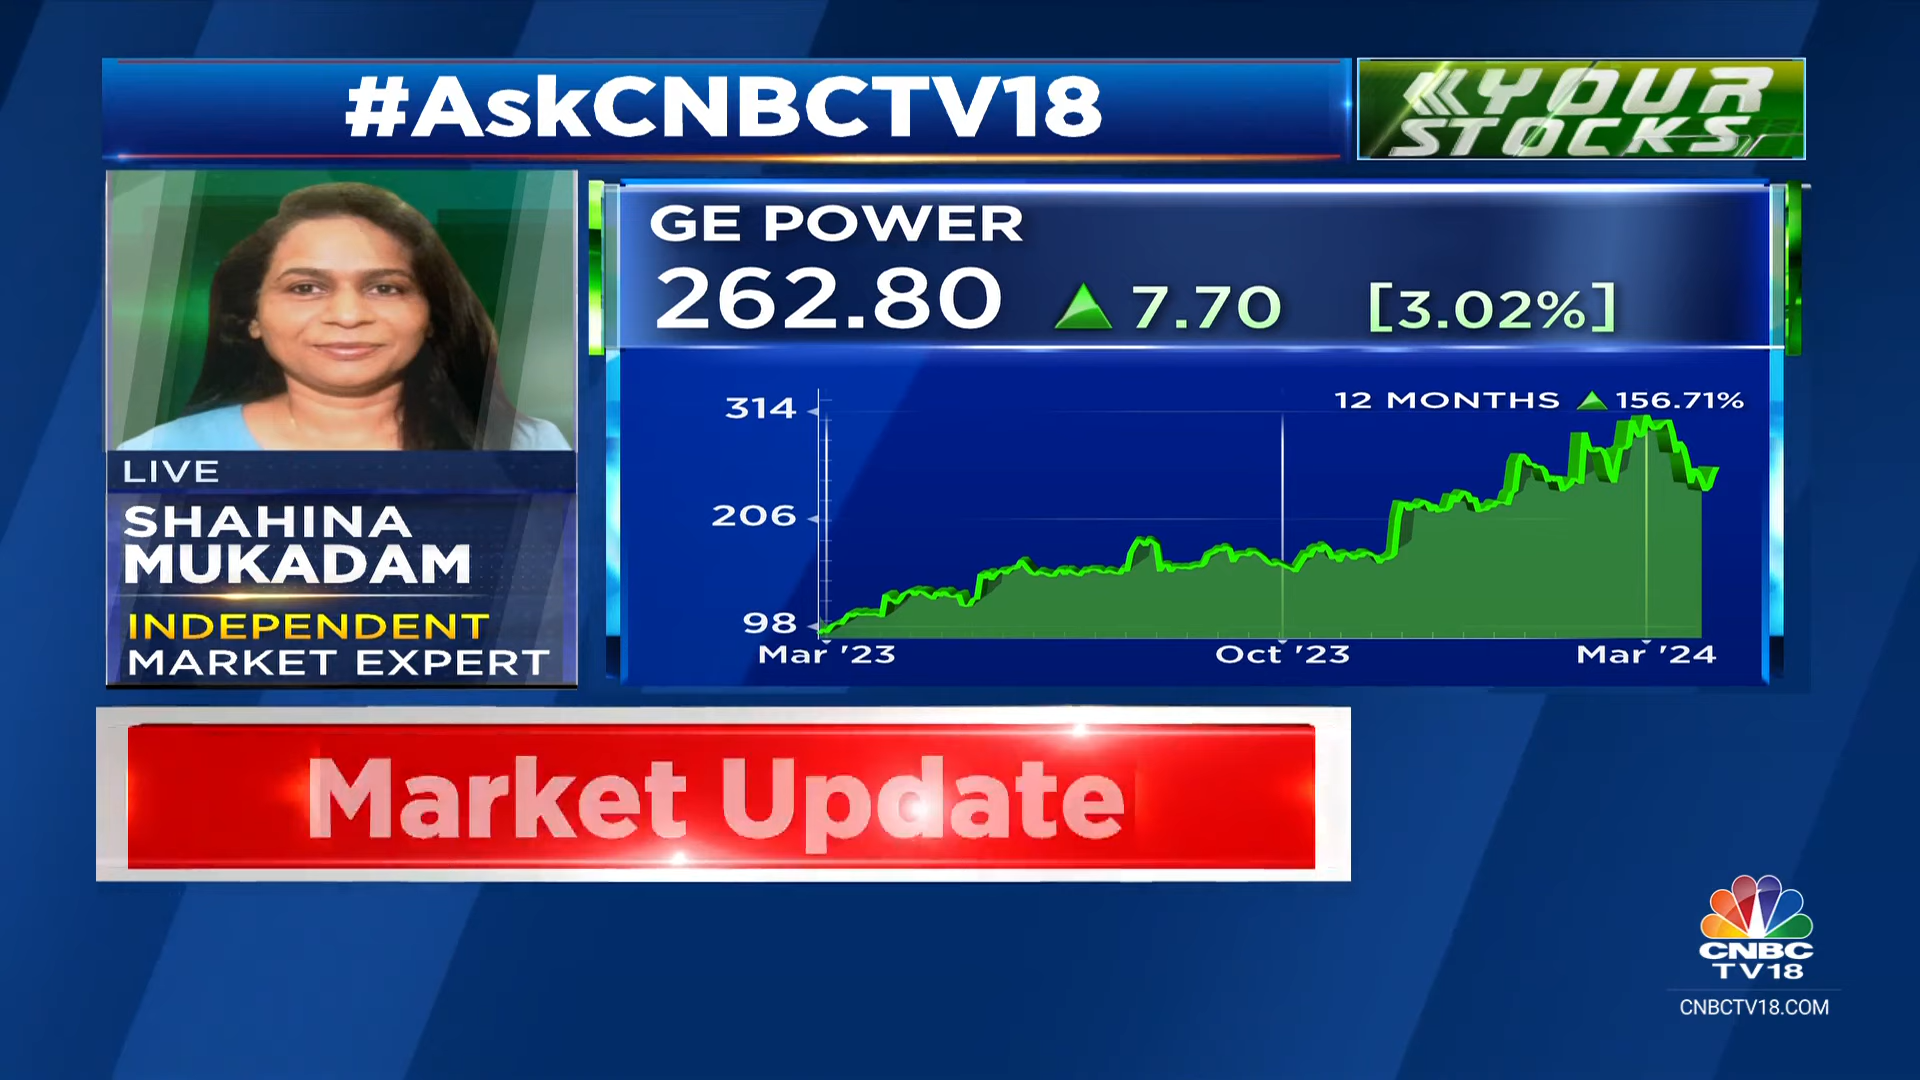 #AskCNBCTV18
YOUR
STOCKS
GE POWER
262.80 ▲ 7.70 [3.02%]
12 MONTHS ▲ 156.71%
314
206
98
Mar '23 Oct '23 Mar '24
LIVE
SHAHINA
MUKADAM
INDEPENDENT
MARKET EXPERT
Market Update
CNBC
TV18
CNBCTV18.COM